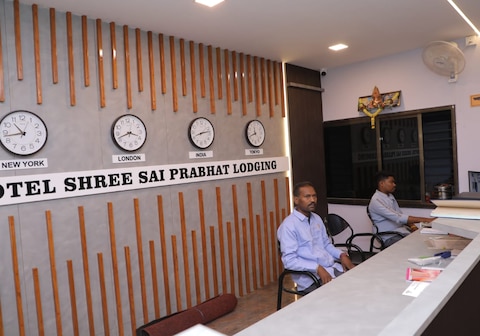 NEW YORK
LONDON
INDIA
TOKYO
OTEL SHREE SAI PRABHAT LODGING